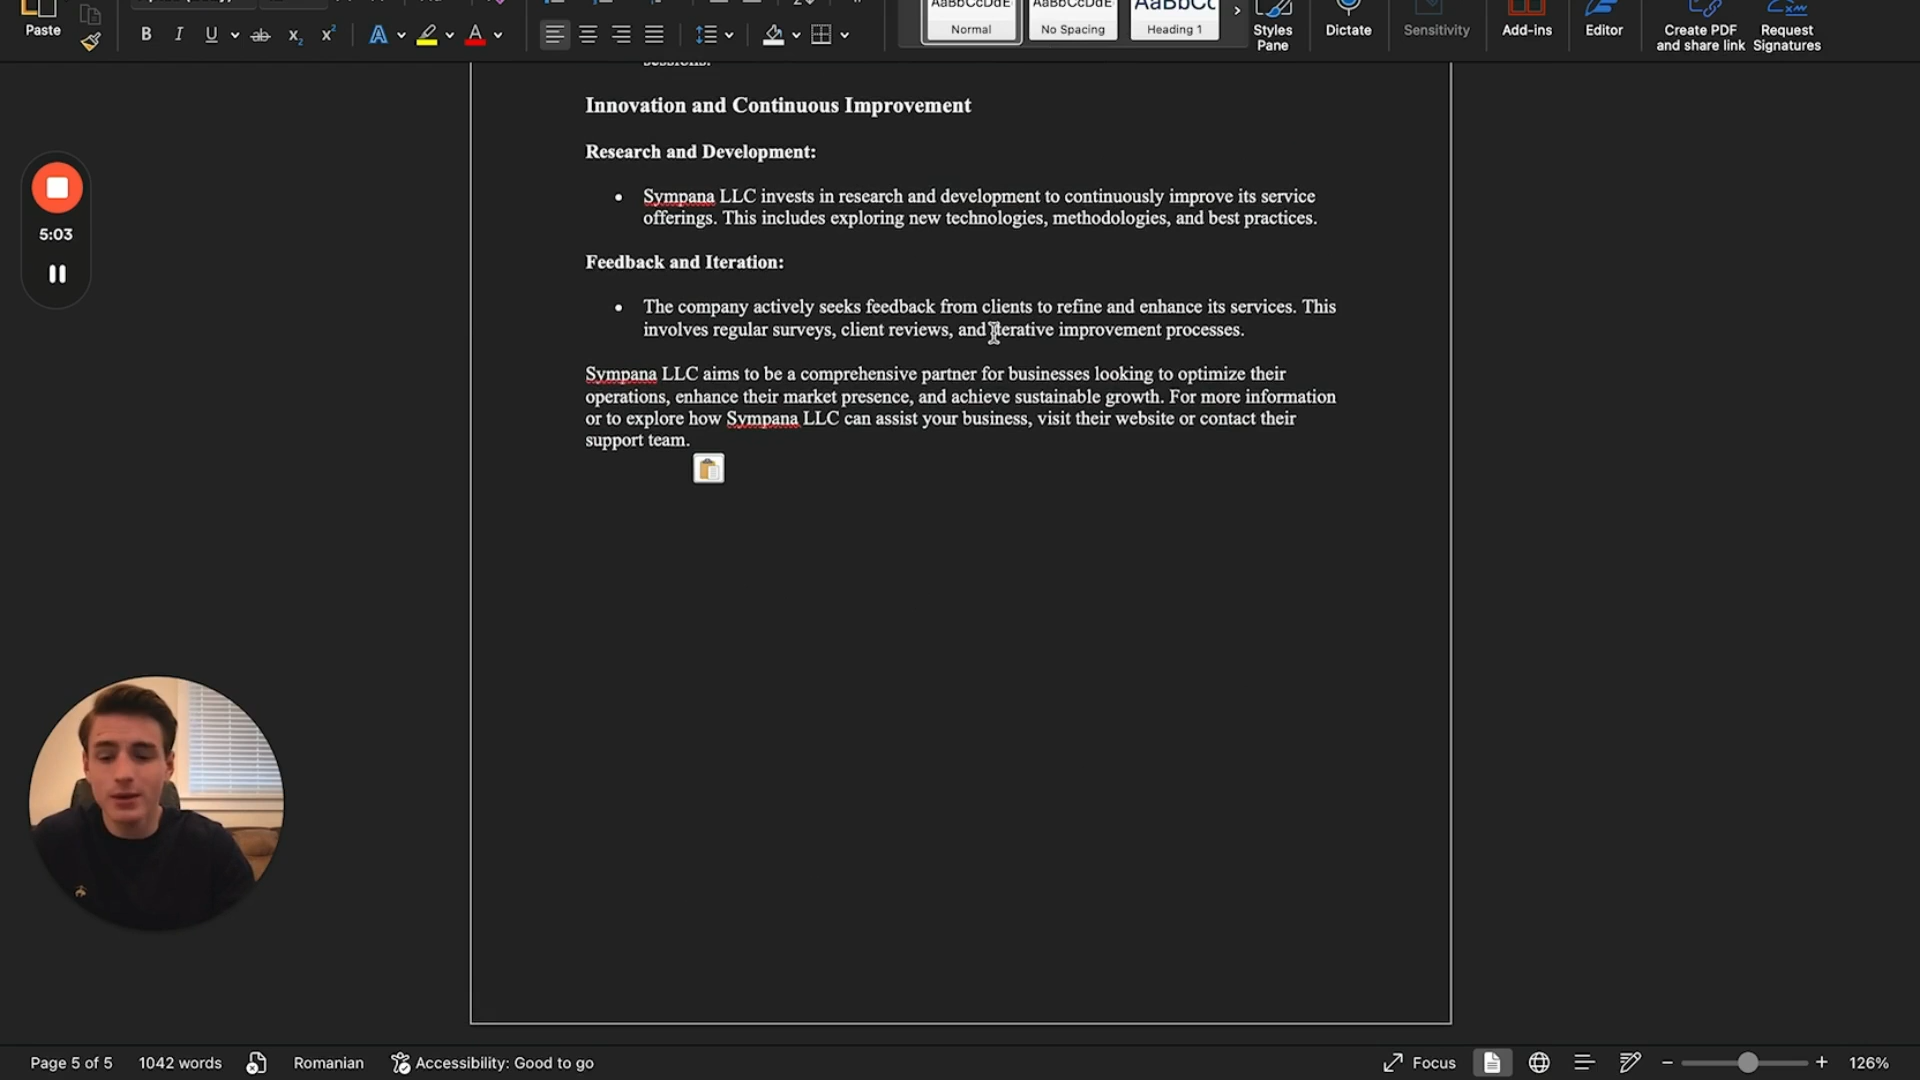 Paste
B I U ab x₂ x² A A
AaBbCcDdE AaBbCcDdE AaBbCc
Normal No Spacing Heading 1
Styles Pane
Dictate
Sensitivity
Add-ins
Editor
Create PDF and share link
Request Signatures
sessions.
Innovation and Continuous Improvement
Research and Development:
• Sympana LLC invests in research and development to continuously improve its service
offerings. This includes exploring new technologies, methodologies, and best practices.
5:03
Feedback and Iteration:
• The company actively seeks feedback from clients to refine and enhance its services. This
involves regular surveys, client reviews, and iterative improvement processes.
Sympana LLC aims to be a comprehensive partner for businesses looking to optimize their
operations, enhance their market presence, and achieve sustainable growth. For more information
or to explore how Sympana LLC can assist your business, visit their website or contact their
support team.
Page 5 of 5 1042 words Romanian Accessibility: Good to go Focus 126%